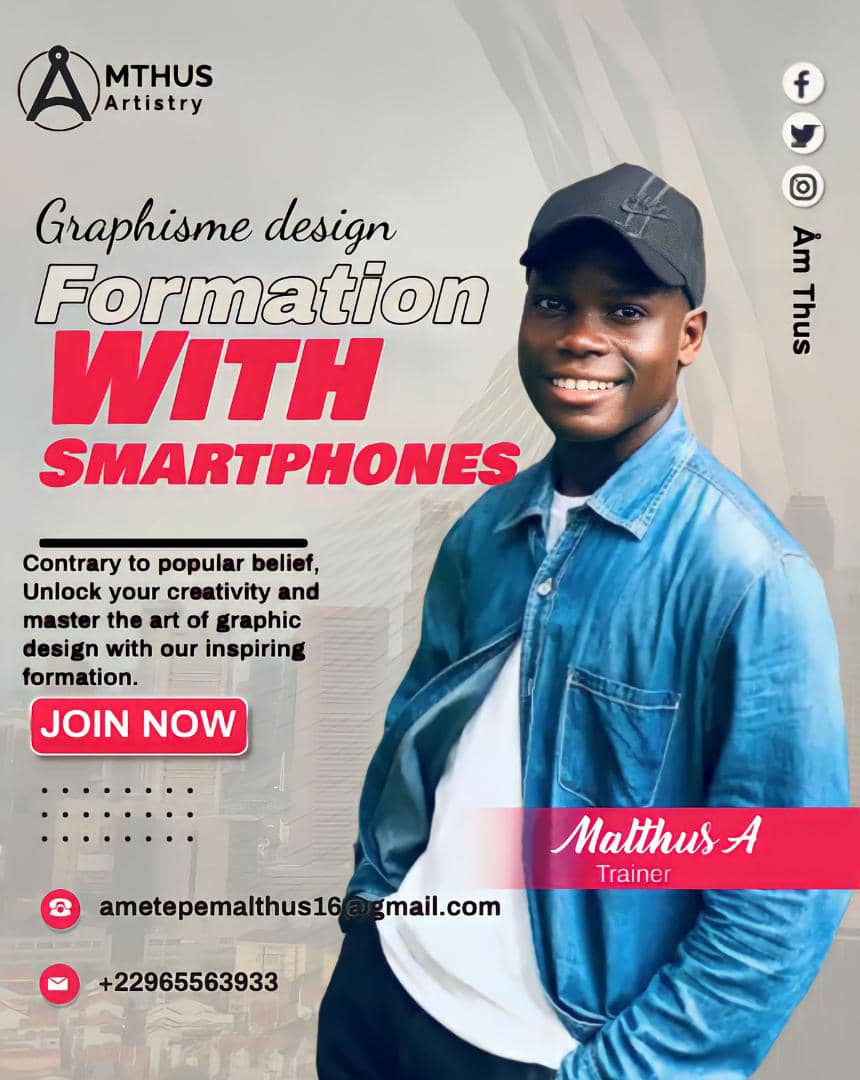 Å MTHUS
Artistry
Graphisme design
Formation
WITH
SMARTPHONES
Contrary to popular belief,
Unlock your creativity and
master the art of graphic
design with our inspiring
formation.
JOIN NOW
Åm Thus
Malthus A
Trainer
ametepemalthus16@gmail.com
+22965563933